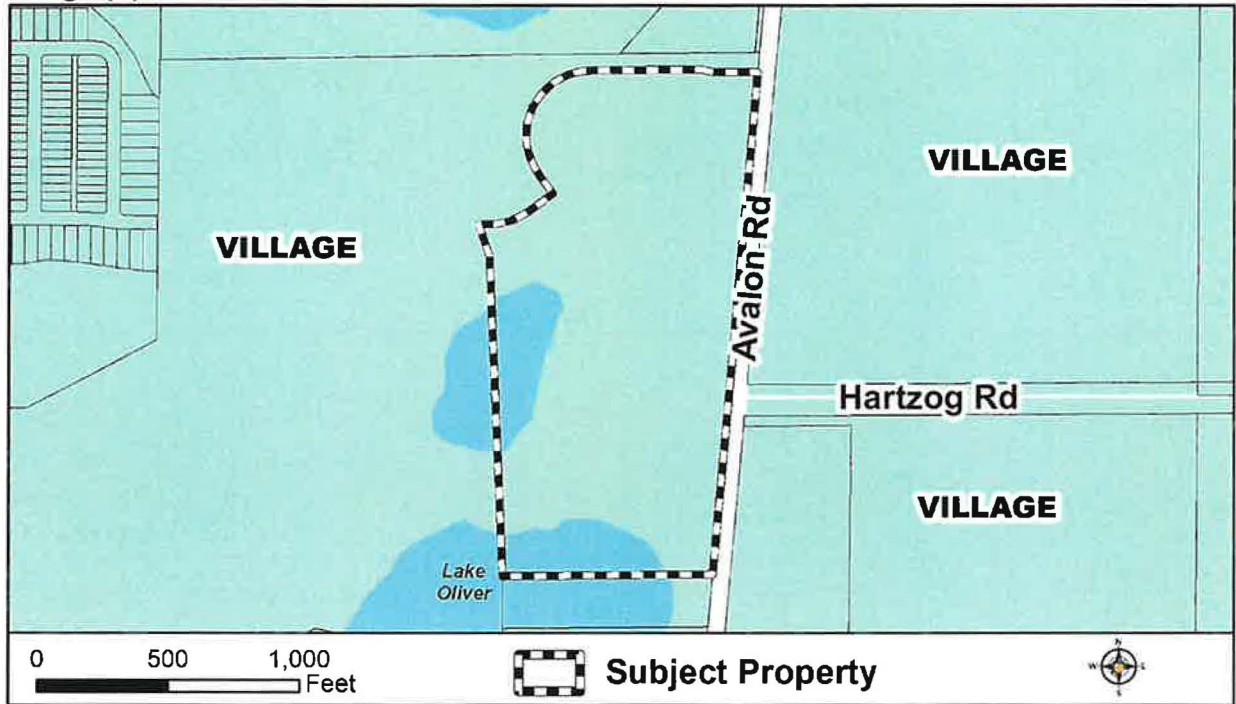 VILLAGE
VILLAGE
Avalon Rd
Hartzog Rd
VILLAGE
Lake
Oliver
0 500 1,000
Feet
Subject Property
N
W E
S